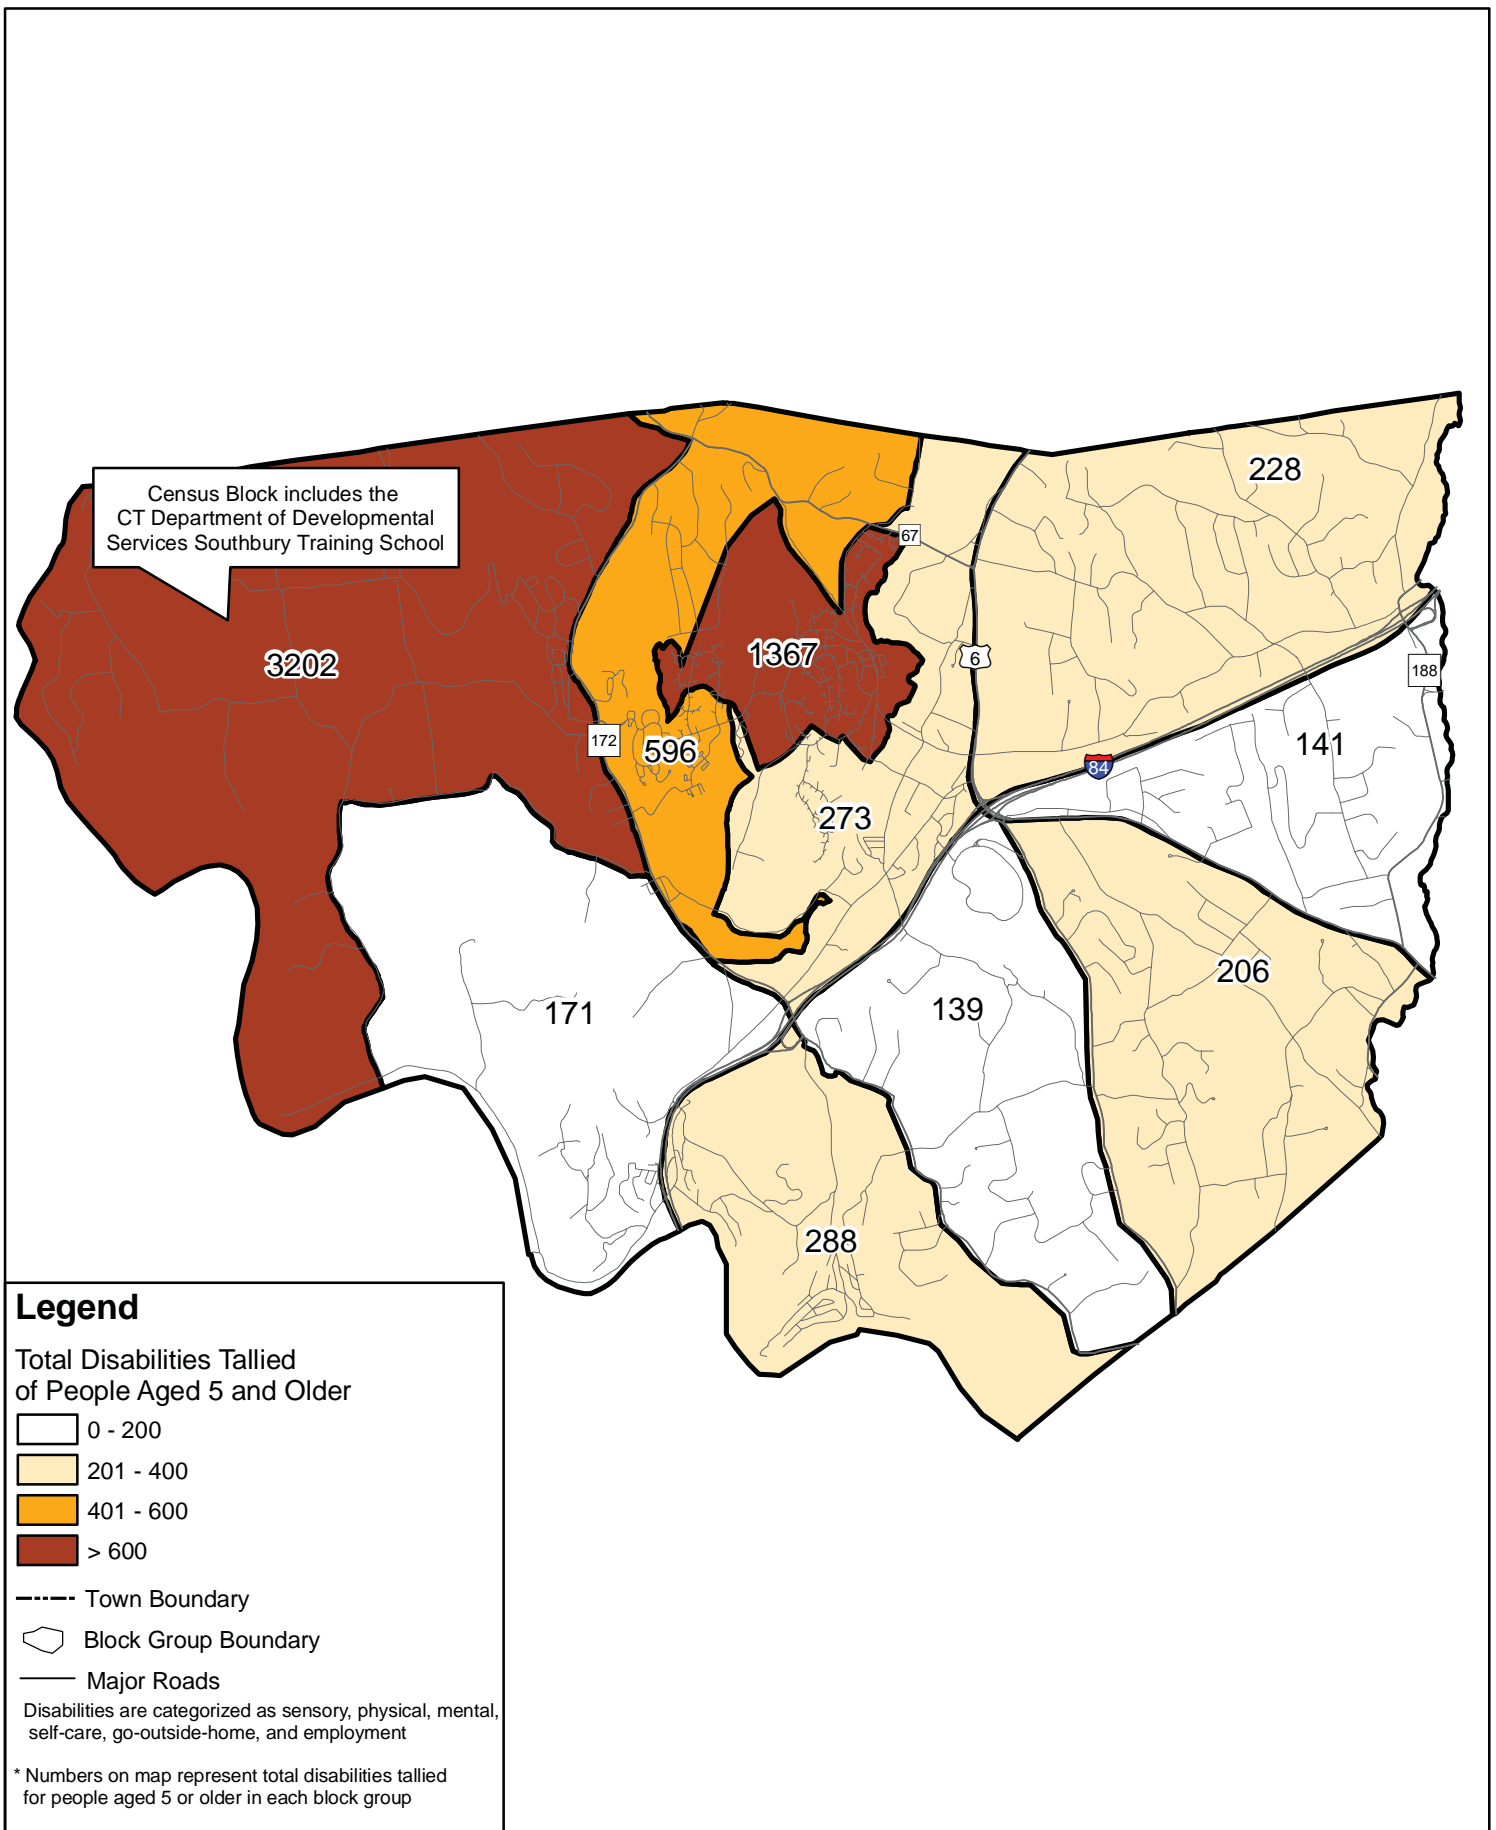 228
Census Block includes the
CT Department of Developmental
Services Southbury Training School
67
1367
6
3202
188
172
596
141
84
273
206
139
171
288
Legend
Total Disabilities Tallied
of People Aged 5 and Older
0 - 200
201 - 400
401 - 600
> 600
Town Boundary
Block Group Boundary
Major Roads
Disabilities are categorized as sensory, physical, mental,
self-care, go-outside-home, and employment
* Numbers on map represent total disabilities tallied
for people aged 5 or older in each block group